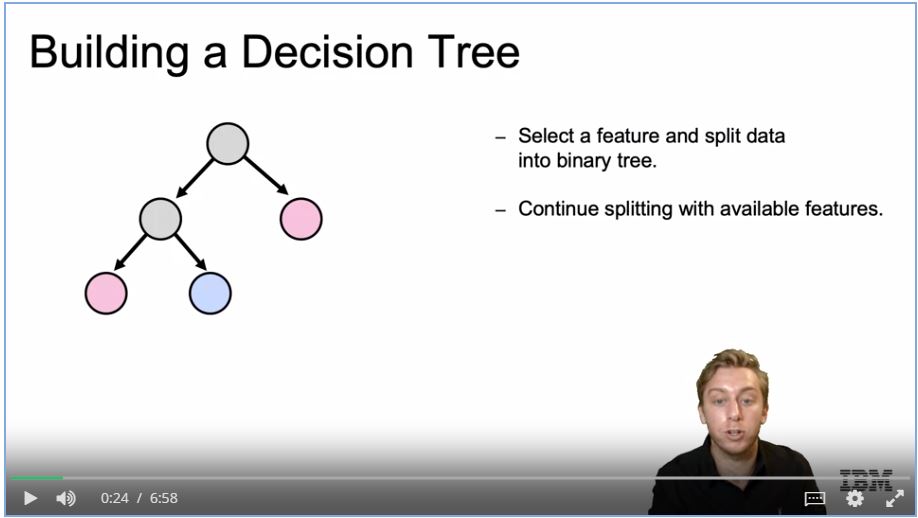 Building a Decision Tree
– Select a feature and split data
into binary tree.
– Continue splitting with available features.
IBM
0:24 / 6:58